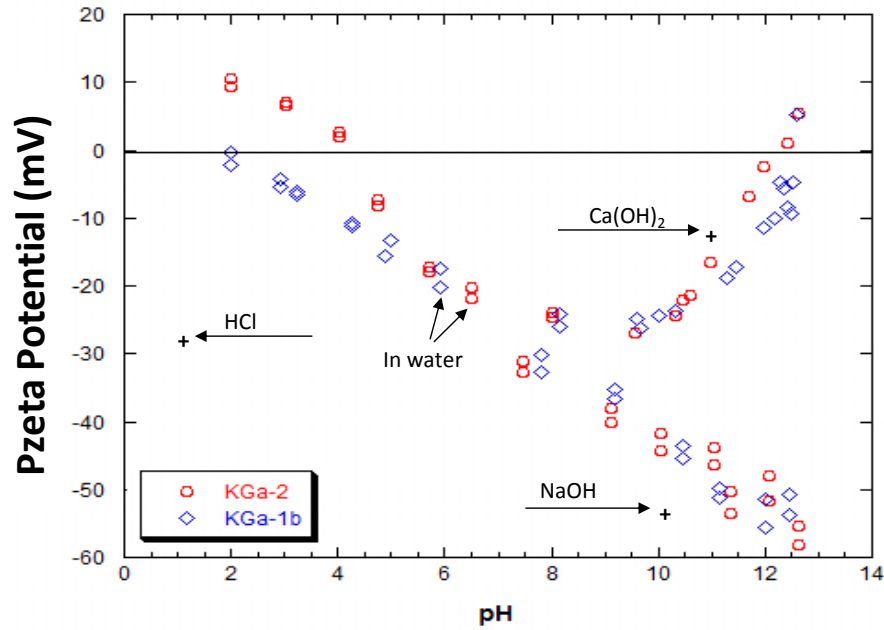 Pzeta Potential (mV)
20
10
0
-10
-20
-30
-40
-50
-60
Ca(OH)₂
+
HCl
+
In water
NaOH
+
KGa-2
KGa-1b
0 2 4 6 8 10 12 14
pH